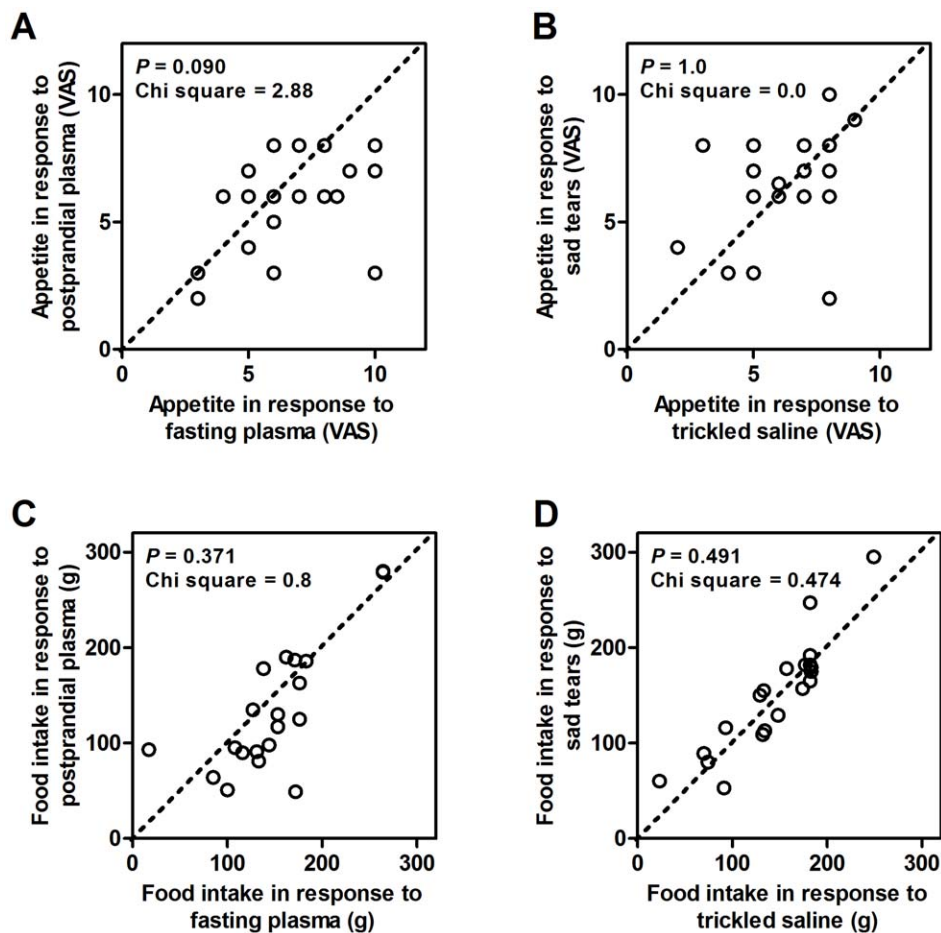 A
P = 0.090
Chi square = 2.88
Appetite in response to
postprandial plasma (VAS)
10
5
0
0 5 10
Appetite in response to
fasting plasma (VAS)
B
P = 1.0
Chi square = 0.0
Appetite in response to
sad tears (VAS)
10
5
0
0 5 10
Appetite in response to
trickled saline (VAS)
C
P = 0.371
Chi square = 0.8
Food intake in response to
postprandial plasma (g)
300
200
100
0
0 100 200 300
Food intake in response to
fasting plasma (g)
D
P = 0.491
Chi square = 0.474
Food intake in response to
sad tears (g)
300
200
100
0
0 100 200 300
Food intake in response to
trickled saline (g)